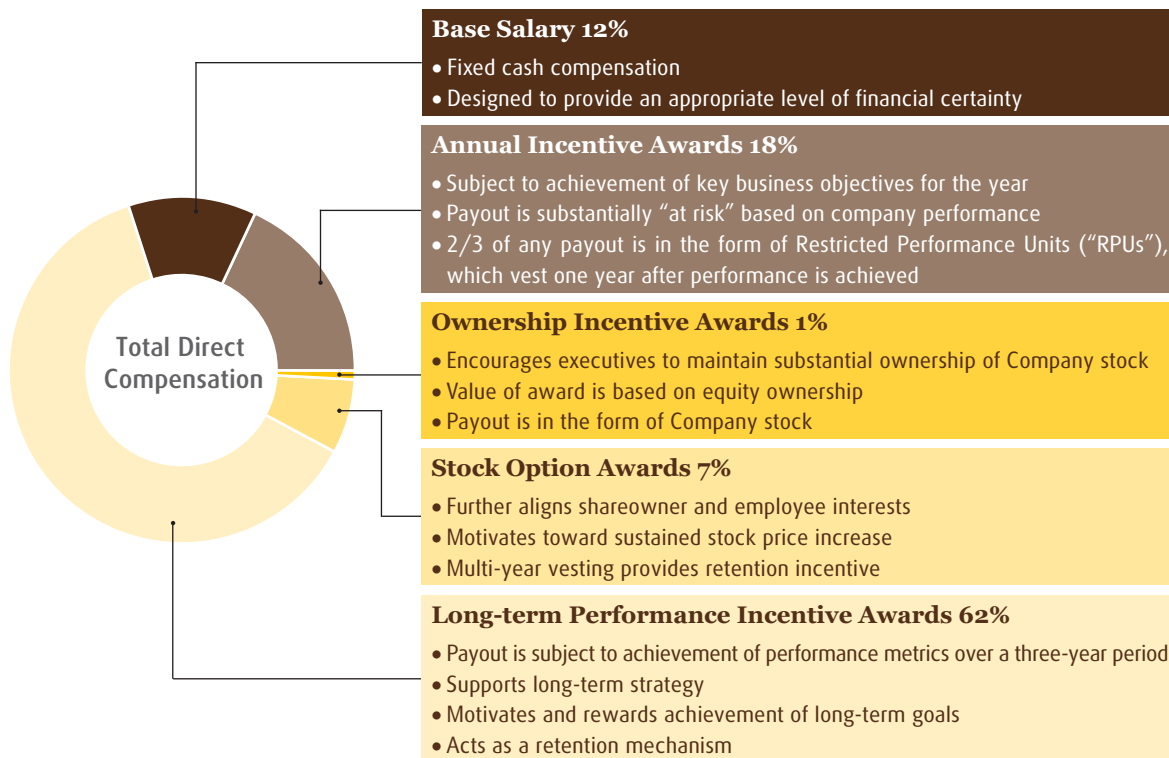 Base Salary 12%
• Fixed cash compensation
• Designed to provide an appropriate level of financial certainty
Annual Incentive Awards 18%
• Subject to achievement of key business objectives for the year
• Payout is substantially “at risk” based on company performance
• 2/3 of any payout is in the form of Restricted Performance Units (“RPUs”),
which vest one year after performance is achieved
Total Direct
Compensation
Ownership Incentive Awards 1%
• Encourages executives to maintain substantial ownership of Company stock
• Value of award is based on equity ownership
• Payout is in the form of Company stock
Stock Option Awards 7%
• Further aligns shareowner and employee interests
• Motivates toward sustained stock price increase
• Multi-year vesting provides retention incentive
Long-term Performance Incentive Awards 62%
• Payout is subject to achievement of performance metrics over a three-year period
• Supports long-term strategy
• Motivates and rewards achievement of long-term goals
• Acts as a retention mechanism